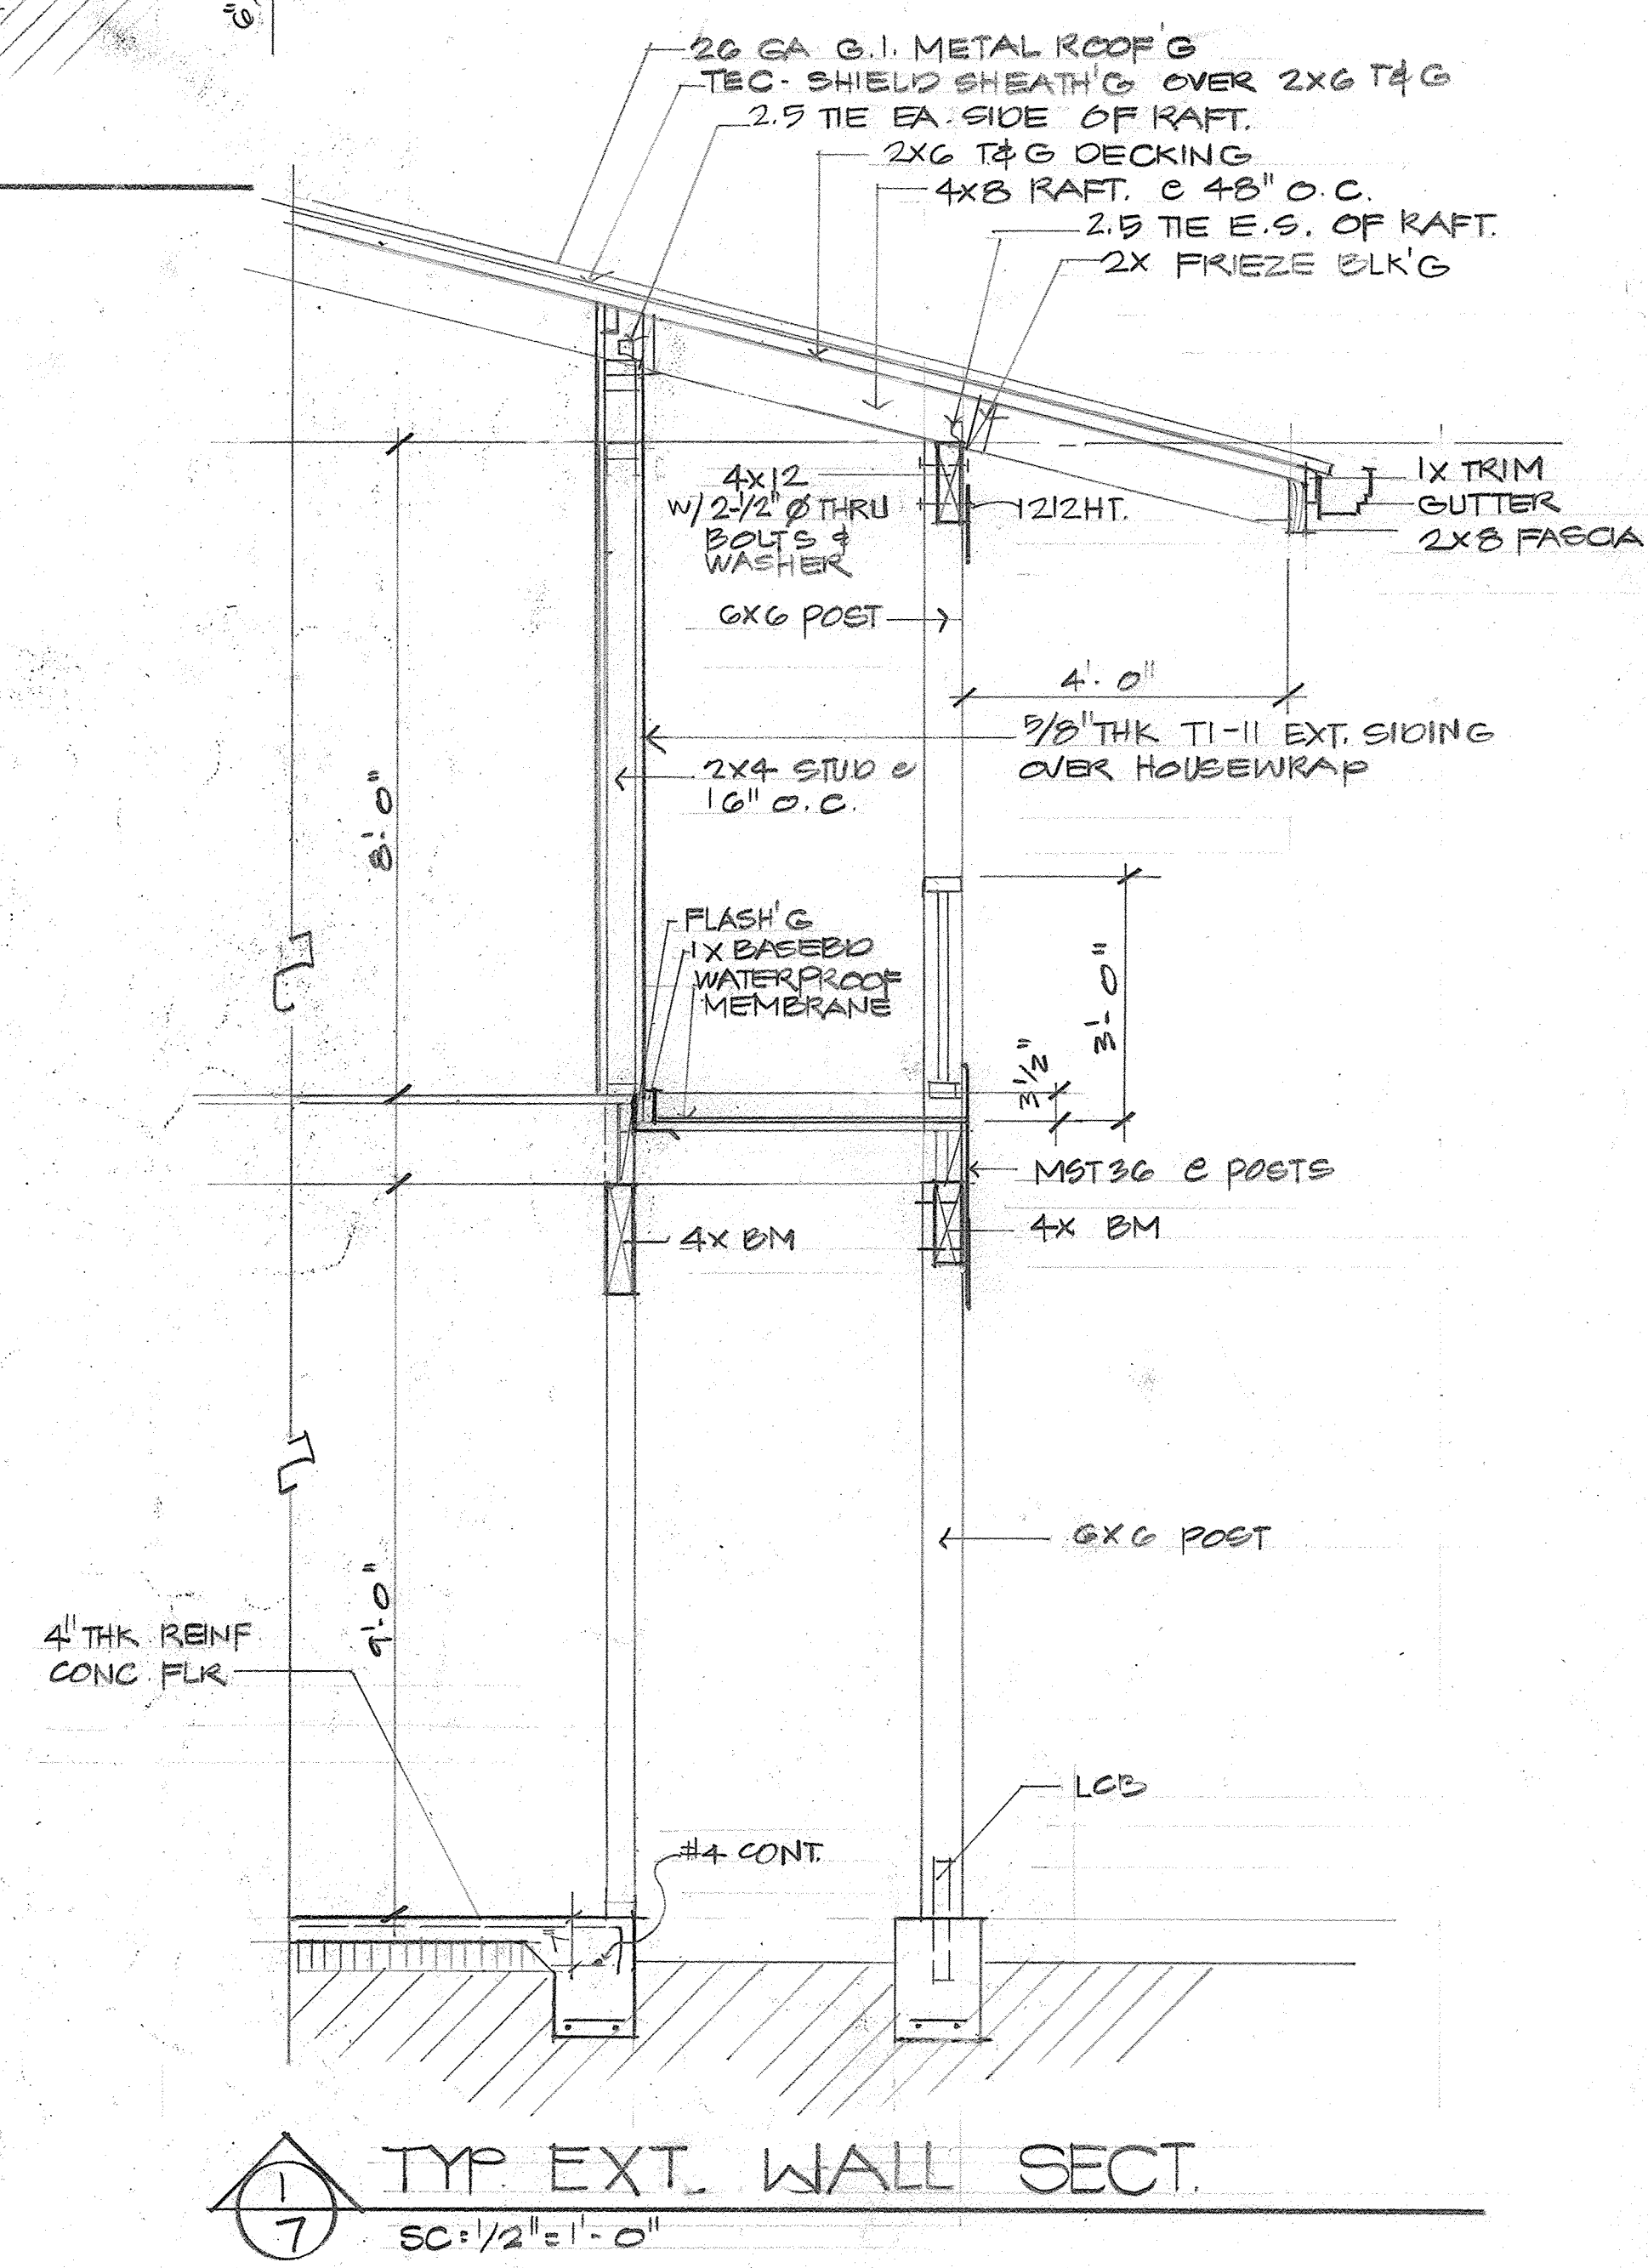 6"
26 GA G.I. METAL ROOF'G
TEC-SHIELD SHEATH'G OVER 2X6 T&G
2.5 TIE EA. SIDE OF RAFT.
2X6 T&G DECKING
4X8 RAFT. @ 48" O.C.
2.5 TIE E.S. OF RAFT.
2X FRIEZE BLK'G
4X12
W/ 2-1/2" Ø THRU
BOLTS &
WASHER
1212HT.
1X TRIM
GUTTER
2X8 FASCIA
6X6 POST
4'-0"
5/8" THK T1-11 EXT. SIDING
OVER HOUSEWRAP
2X4 STUD @
16" O.C.
8'-0"
FLASH'G
1X BASEBD
WATERPROOF
MEMBRANE
3'-0"
3 1/2"
MST36 @ POSTS
4X BM
4X BM
6X6 POST
9'-0"
4" THK REINF
CONC. FLR
LCB
#4 CONT.
TYP. EXT. WALL SECT.
1
7
SC: 1/2" = 1'-0"